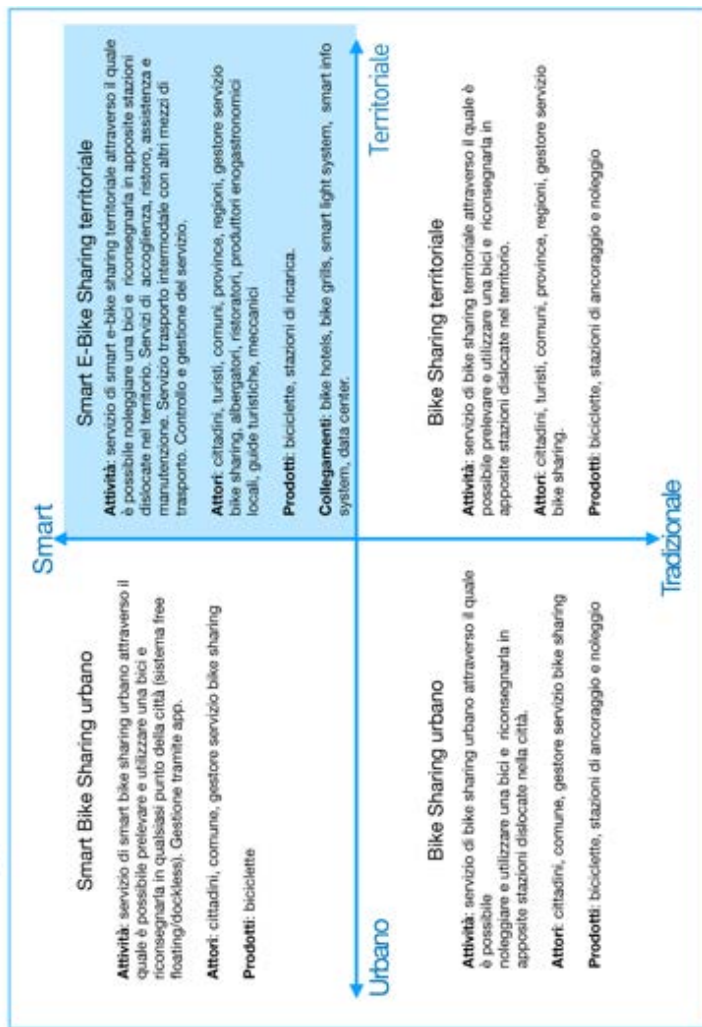 Smart
Smart Bike Sharing urbano
Attività: servizio di smart bike sharing urbano attraverso il
quale è possibile prelevare e utilizzare una bici e
riconsegnarla in qualsiasi punto della città (sistema free
floating/dockless). Gestione tramite app.
Attori: cittadini, comune, gestore servizio bike sharing
Prodotti: biciclette
Smart E-Bike Sharing territoriale
Attività: servizio di smart e-bike sharing territoriale attraverso il quale
è possibile noleggiare una bici e riconsegnarla in apposite stazioni
dislocate nel territorio. Servizi di accoglienza, ristoro, assistenza e
manutenzione. Servizio trasporto intermodale con altri mezzi di
trasporto. Controllo e gestione del servizio.
Attori: cittadini, turisti, comuni, province, regioni, gestore servizio
bike sharing, albergatori, ristoratori, produttori enogastronomici
locali, guide turistiche, meccanici
Prodotti: biciclette, stazioni di ricarica.
Collegamenti: bike hotels, bike grills, smart light system, smart info
system, data center.
Urbano
Territoriale
Bike Sharing urbano
Attività: servizio di bike sharing urbano attraverso il quale
è possibile
noleggiare e utilizzare una bici e riconsegnarla in
apposite stazioni dislocate nella città.
Attori: cittadini, comune, gestore servizio bike sharing
Prodotti: biciclette, stazioni di ancoraggio e noleggio
Bike Sharing territoriale
Attività: servizio di bike sharing territoriale attraverso il quale è
possibile prelevare e utilizzare una bici e riconsegnarla in
apposite stazioni dislocate nel territorio.
Attori: cittadini, turisti, comuni, province, regioni, gestore servizio
bike sharing.
Prodotti: biciclette, stazioni di ancoraggio e noleggio
Tradizionale